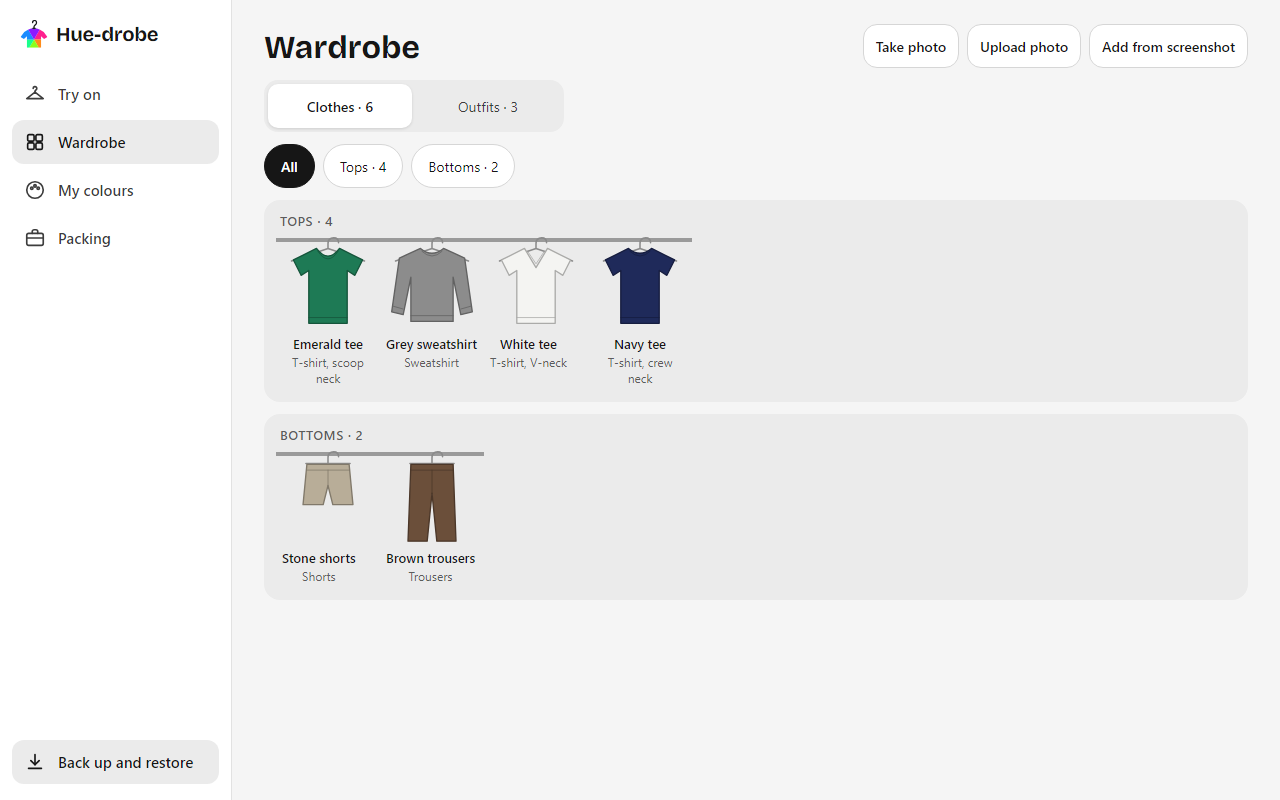 Hue-drobe
Try on
Wardrobe
My colours
Packing
Back up and restore
Wardrobe
Take photo
Upload photo
Add from screenshot
Clothes · 6
Outfits · 3
All
Tops · 4
Bottoms · 2
TOPS · 4
Emerald tee
T-shirt, scoop
neck
Grey sweatshirt
Sweatshirt
White tee
T-shirt, V-neck
Navy tee
T-shirt, crew
neck
BOTTOMS · 2
Stone shorts
Shorts
Brown trousers
Trousers